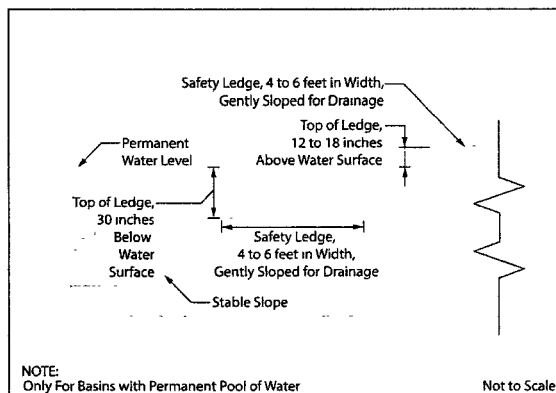 Safety Ledge, 4 to 6 feet in Width,
Gently Sloped for Drainage
Top of Ledge,
12 to 18 inches
Above Water Surface
Permanent
Water Level
Top of Ledge,
30 inches
Below
Water
Surface
Safety Ledge,
4 to 6 feet in Width,
Gently Sloped for Drainage
Stable Slope
NOTE:
Only For Basins with Permanent Pool of Water
Not to Scale